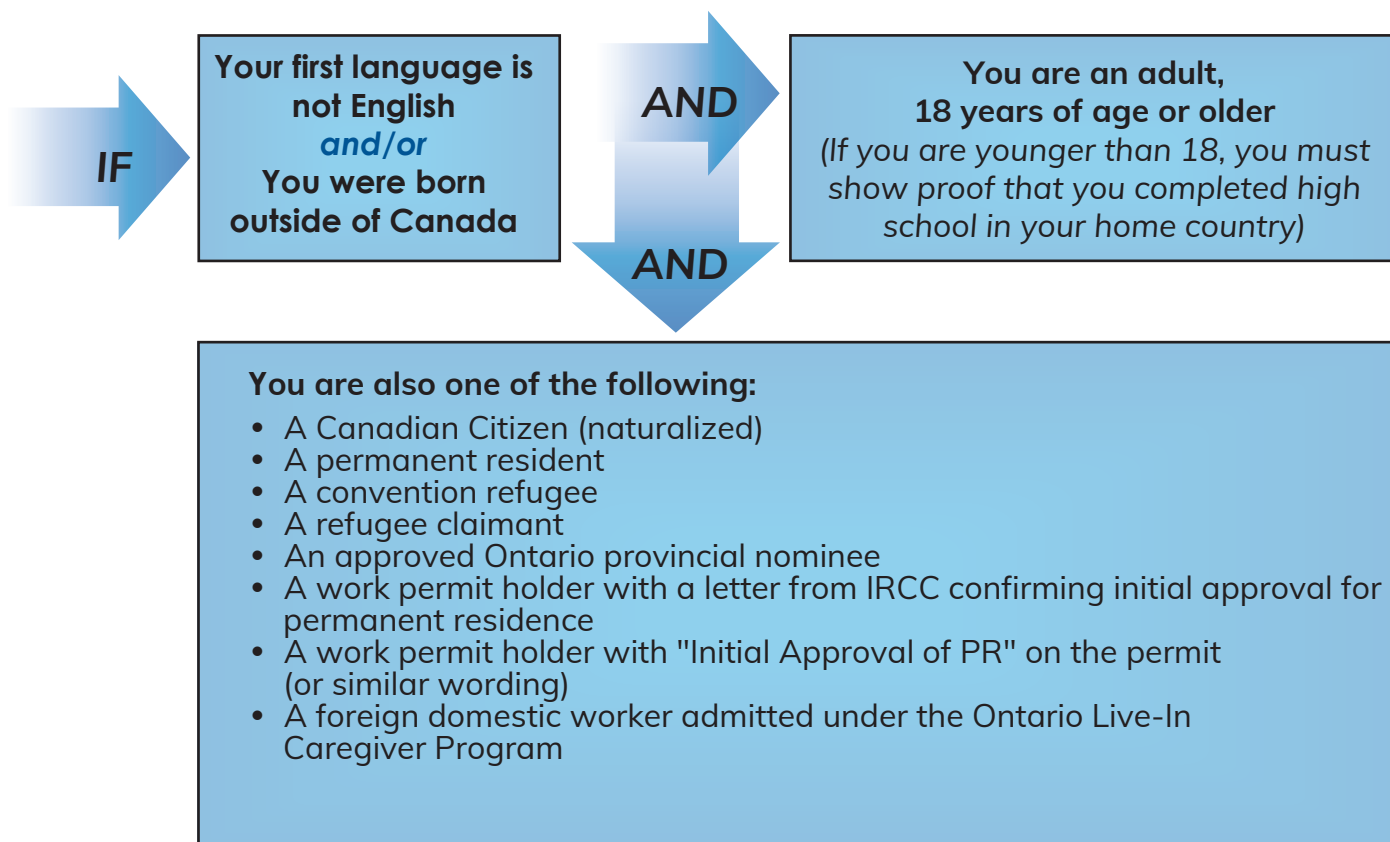 IF
Your first language is
not English
and/or
You were born
outside of Canada
AND
You are an adult,
18 years of age or older
(If you are younger than 18, you must
show proof that you completed high
school in your home country)
AND
You are also one of the following:
• A Canadian Citizen (naturalized)
• A permanent resident
• A convention refugee
• A refugee claimant
• An approved Ontario provincial nominee
• A work permit holder with a letter from IRCC confirming initial approval for
permanent residence
• A work permit holder with "Initial Approval of PR" on the permit
(or similar wording)
• A foreign domestic worker admitted under the Ontario Live-In
Caregiver Program